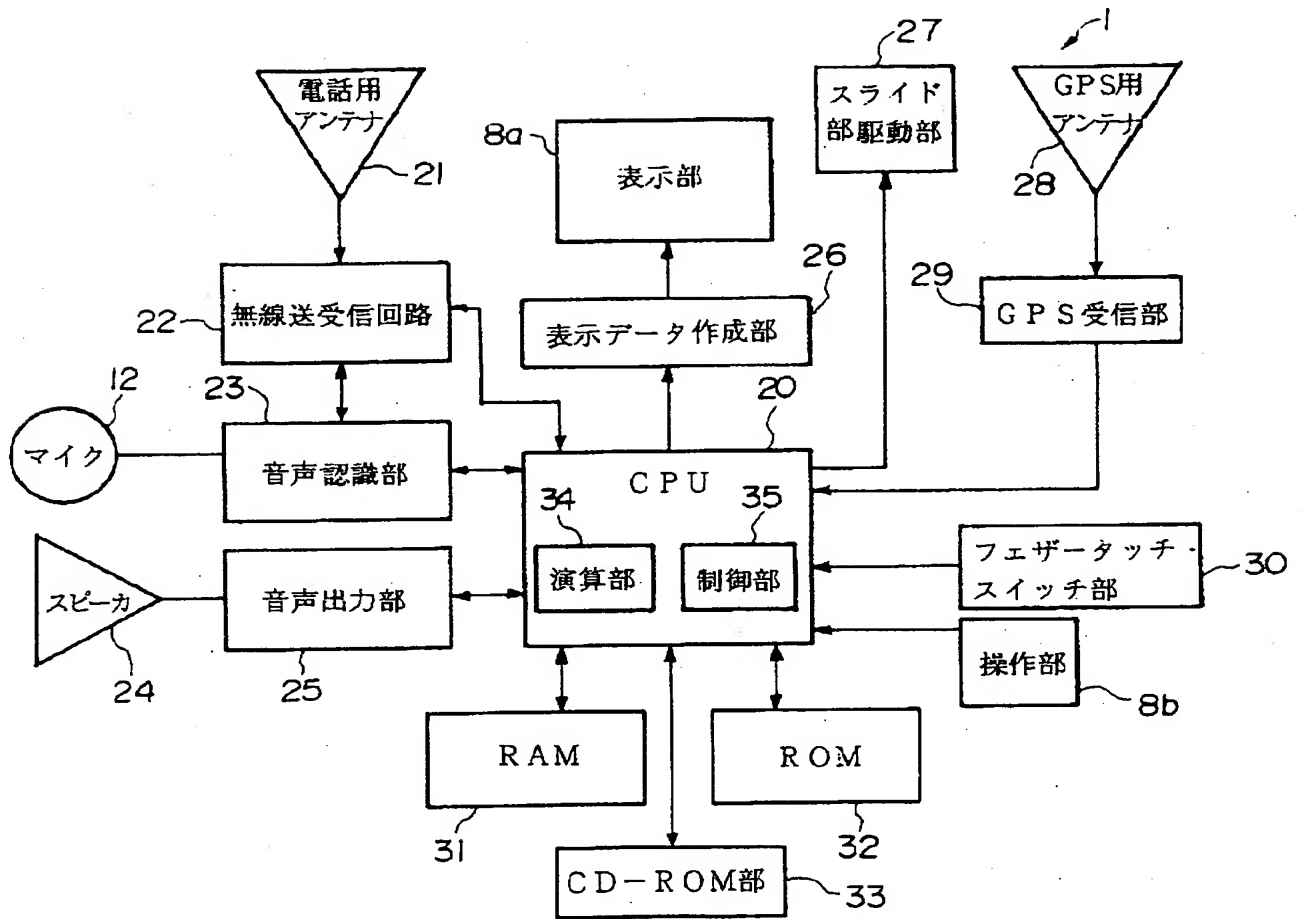 1
27
電話用
アンテナ
21
8a
表示部
スライド
部駆動部
GPS用
アンテナ
28
22
無線送受信回路
26
表示データ作成部
29
GPS受信部
12
マイク
23
音声認識部
20
CPU
34
演算部
35
制御部
フェザータッチ
スイッチ部
30
スピーカ
24
音声出力部
25
操作部
8b
RAM
31
ROM
32
CD-ROM部
33